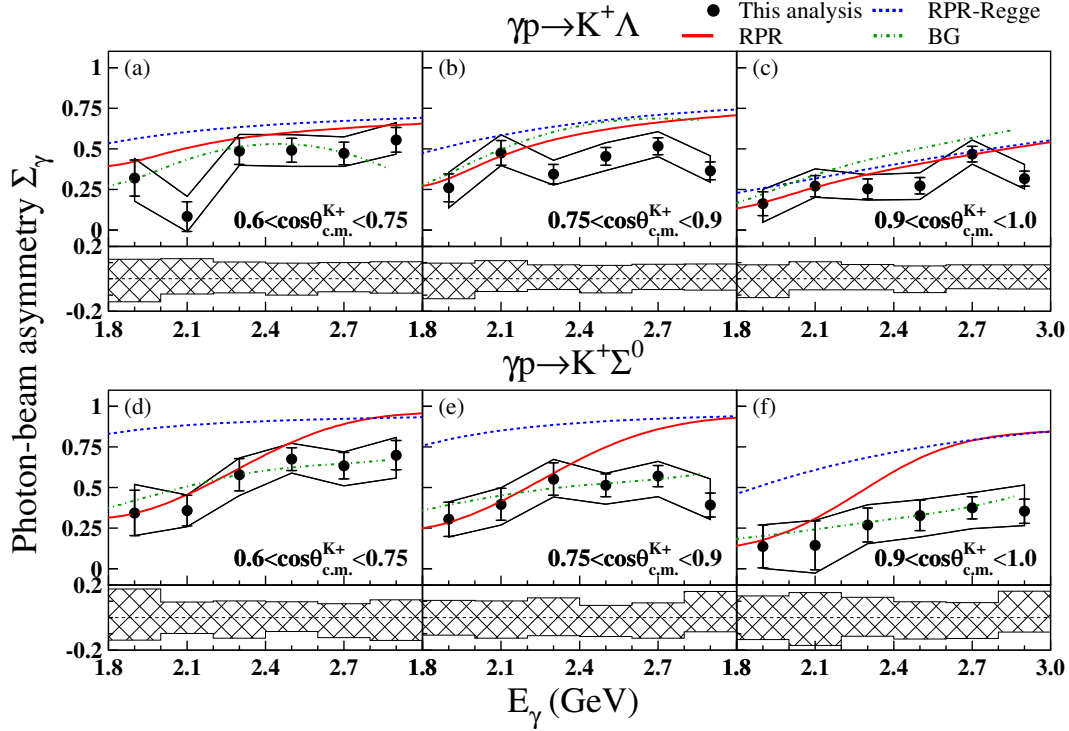 γp→K⁺Λ
This analysis
RPR
RPR-Regge
BG
Photon-beam asymmetry Σγ
(a) (b) (c)
1
0.75
0.5
0.25
0
0.6<cosθ^{K+}_{c.m.}<0.75 0.75<cosθ^{K+}_{c.m.}<0.9 0.9<cosθ^{K+}_{c.m.}<1.0
0.2
-0.2
1.8 2.1 2.4 2.7 1.8 2.1 2.4 2.7 1.8 2.1 2.4 2.7 3.0
γp→K⁺Σ⁰
(d) (e) (f)
1
0.75
0.5
0.25
0
0.6<cosθ^{K+}_{c.m.}<0.75 0.75<cosθ^{K+}_{c.m.}<0.9 0.9<cosθ^{K+}_{c.m.}<1.0
0.2
-0.2
1.8 2.1 2.4 2.7 1.8 2.1 2.4 2.7 1.8 2.1 2.4 2.7 3.0
Eγ (GeV)